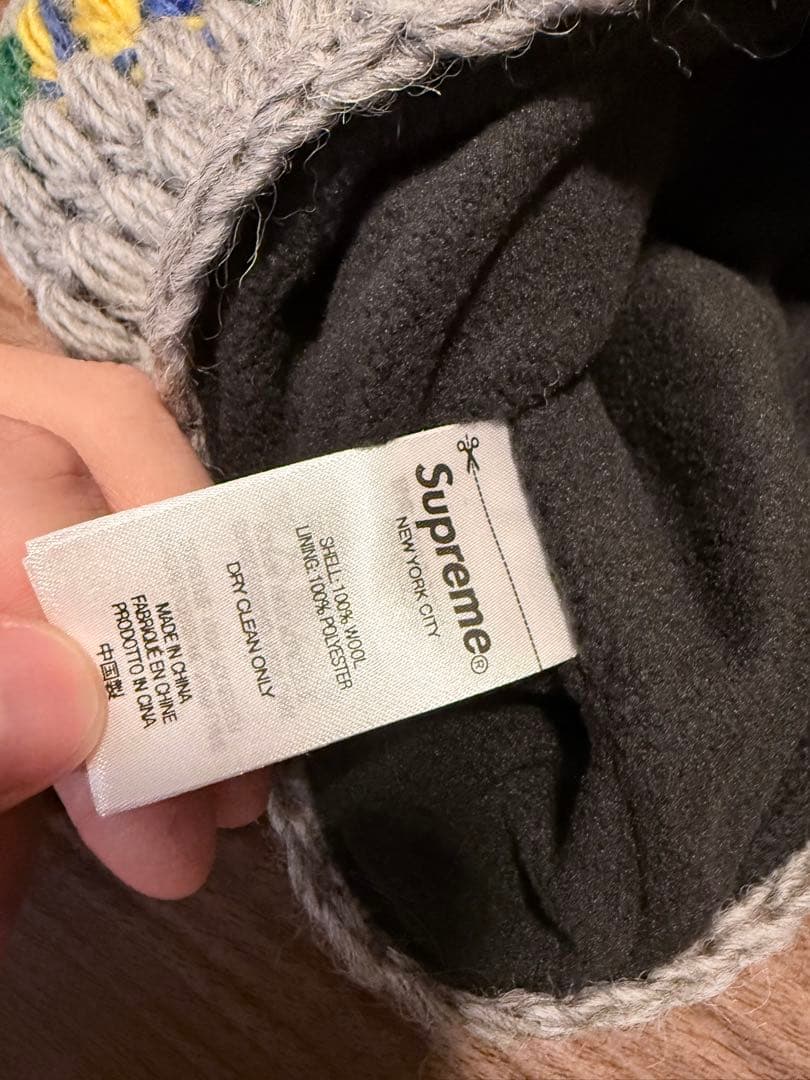 Supreme®
NEW YORK CITY
SHELL: 100% WOOL
LINING: 100% POLYESTER
DRY CLEAN ONLY
MADE IN CHINA
FABRIQUÉ EN CHINE
PRODOTTO IN CINA
中国製